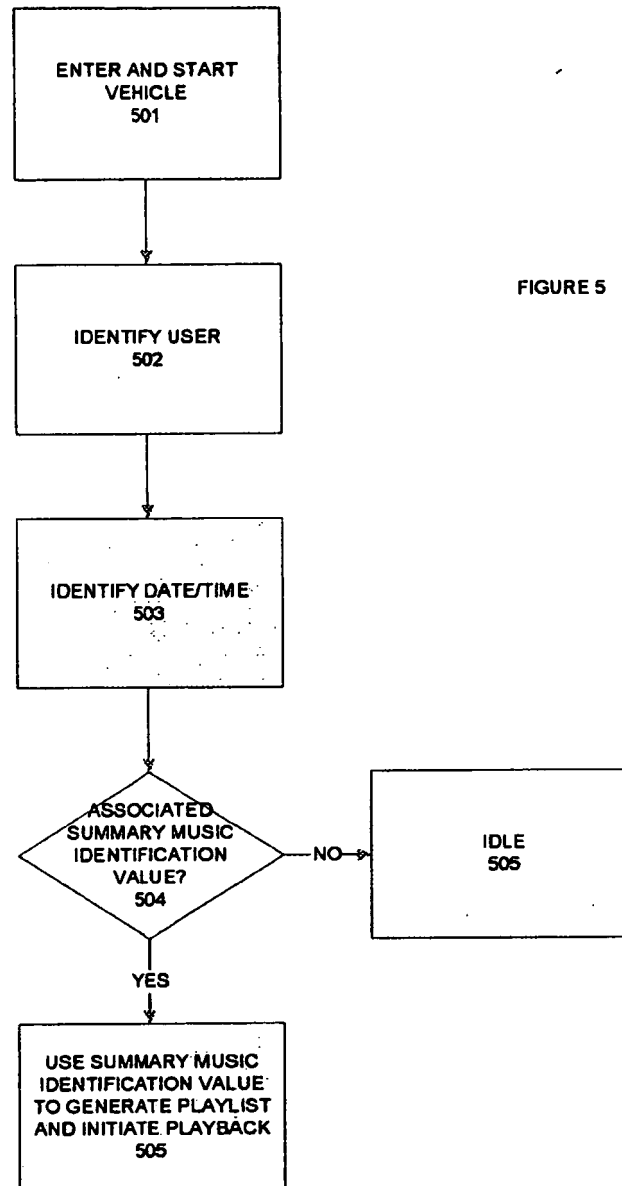 ENTER AND START
VEHICLE
501
FIGURE 5
IDENTIFY USER
502
IDENTIFY DATE/TIME
503
ASSOCIATED
SUMMARY MUSIC
IDENTIFICATION
VALUE?
504
NO
IDLE
505
YES
USE SUMMARY MUSIC
IDENTIFICATION VALUE
TO GENERATE PLAYLIST
AND INITIATE PLAYBACK
505